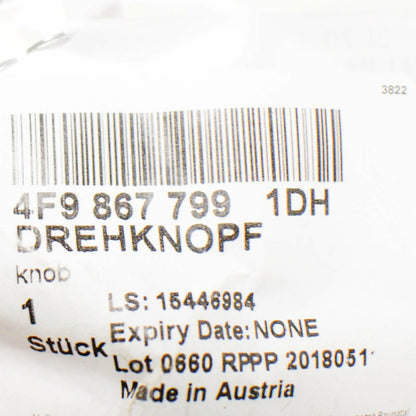 3822
4F9 867 799 1DH
DREHKNOPF
knob
1 LS: 15446984
Stück Expiry Date: NONE
Lot 0660 RPPP 2018051
Made in Austria